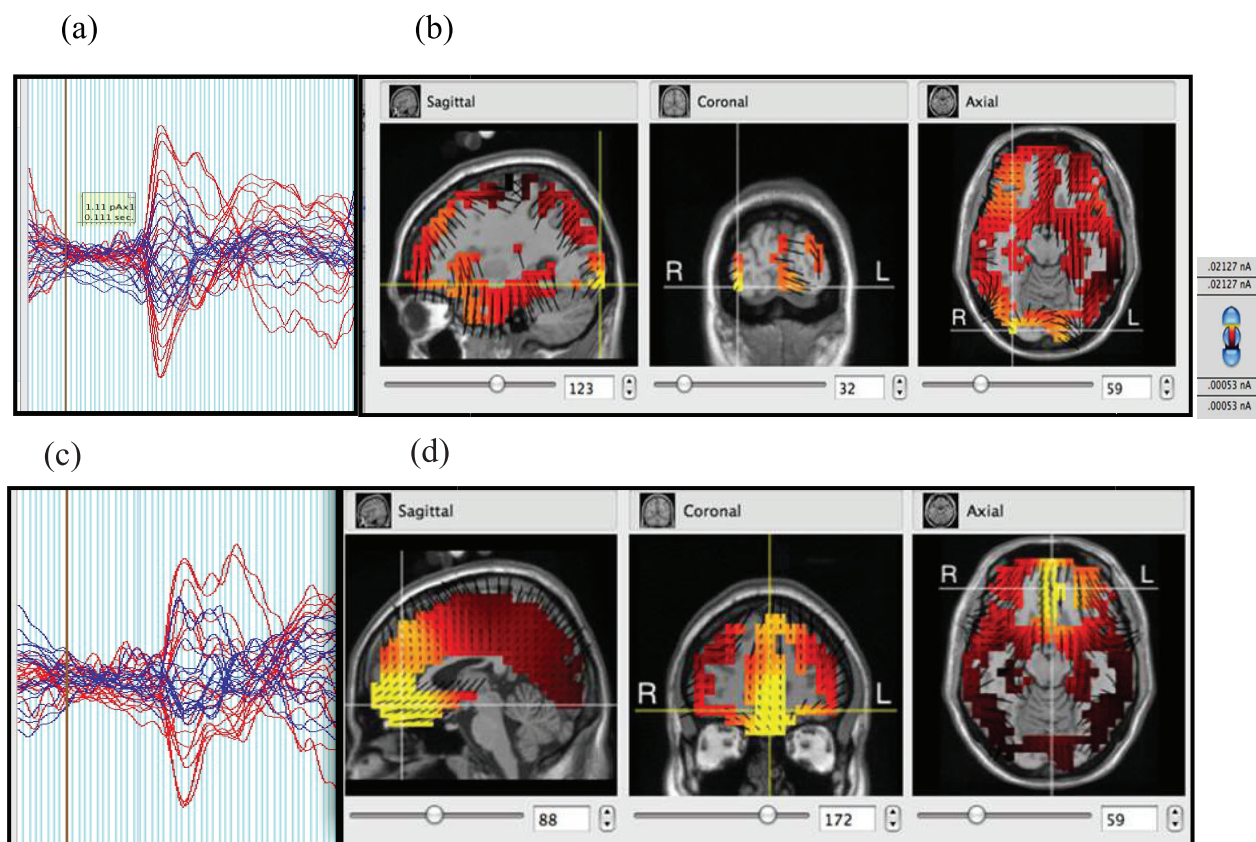 (a)
(b)
Sagittal
Coronal
Axial
1.11 pAx1
0.111 sec.
R
L
R
L
.02127 nA
.02127 nA
.00053 nA
.00053 nA
123
32
59
(c)
(d)
Sagittal
Coronal
Axial
R
L
R
L
88
172
59